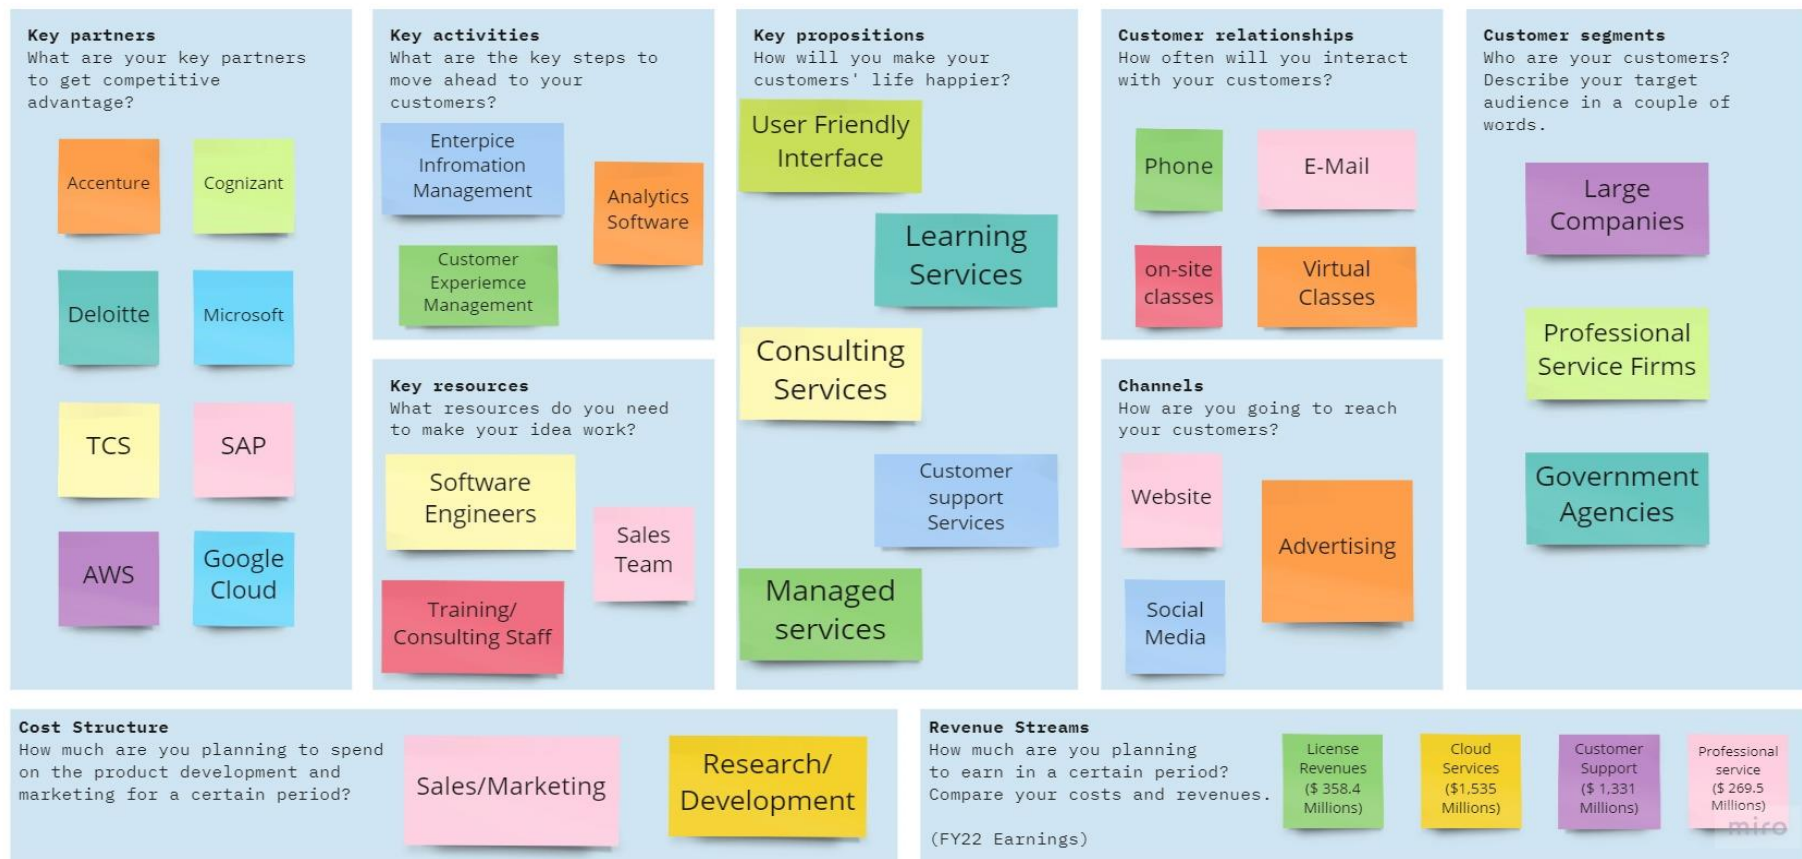 Key partners
What are your key partners
to get competitive
advantage?
Accenture
Cognizant
Deloitte
Microsoft
TCS
SAP
AWS
Google
Cloud
Key activities
What are the key steps to
move ahead to your
customers?
Enterpice
Infromation
Management
Analytics
Software
Customer
Experiemce
Management
Key resources
What resources do you need
to make your idea work?
Software
Engineers
Sales
Team
Training/
Consulting Staff
Key propositions
How will you make your
customers' life happier?
User Friendly
Interface
Learning
Services
Consulting
Services
Customer
support
Services
Managed
services
Customer relationships
How often will you interact
with your customers?
Phone
E-Mail
on-site
classes
Virtual
Classes
Channels
How are you going to reach
your customers?
Website
Advertising
Social
Media
Customer segments
Who are your customers?
Describe your target
audience in a couple of
words.
Large
Companies
Professional
Service Firms
Government
Agencies
Cost Structure
How much are you planning to spend
on the product development and
marketing for a certain period?
Sales/Marketing
Research/
Development
Revenue Streams
How much are you planning
to earn in a certain period?
Compare your costs and revenues.
(FY22 Earnings)
License
Revenues
($ 358.4
Millions)
Cloud
Services
($1,535
Millions)
Customer
Support
($ 1,331
Millions)
Professional
service
($ 269.5
Millions)
miro